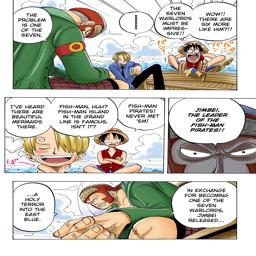 WOW!!
THERE ARE
SIX MORE
LIKE HIM?!!
THE
SEVEN
WARLORDS
MUST BE
IMPRES-
SIVE!!
THE
PROBLEM
IS ONE OF
THE
SEVEN.
JIMBEI,
THE LEADER
OF THE
FISH-MAN
PIRATES!!
FISH-MAN
PIRATES?
NEVER
MET 'EM!
FISH-MAN, HUH?
FISH-MAN ISLAND
IN THE GRAND
LINE IS FAMOUS,
ISN'T IT?
I'VE HEARD
THERE ARE
BEAUTIFUL
MERMAIDS
THERE.
IN EXCHANGE
FOR BECOMING
ONE OF THE
SEVEN
WARLORDS,
JIMBEI
RELEASED...
...A
HOLY
TERROR
INTO
EAST
BLUE.